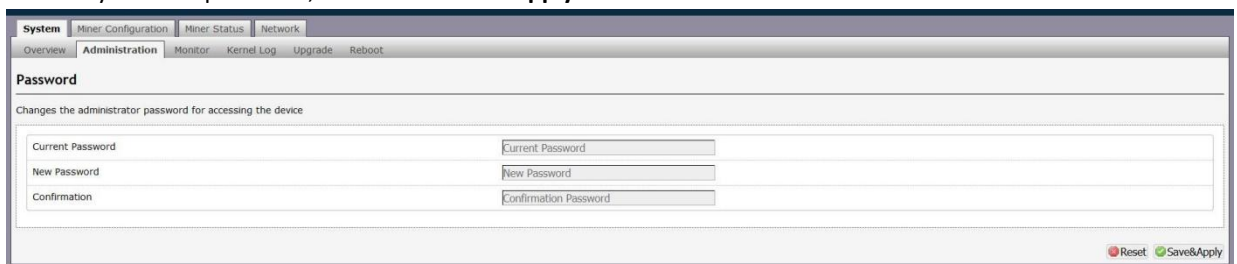 System Miner Configuration Miner Status Network
Overview Administration Monitor Kernel Log Upgrade Reboot
Password
Changes the administrator password for accessing the device
Current Password Current Password
New Password New Password
Confirmation Confirmation Password
Reset Save&Apply